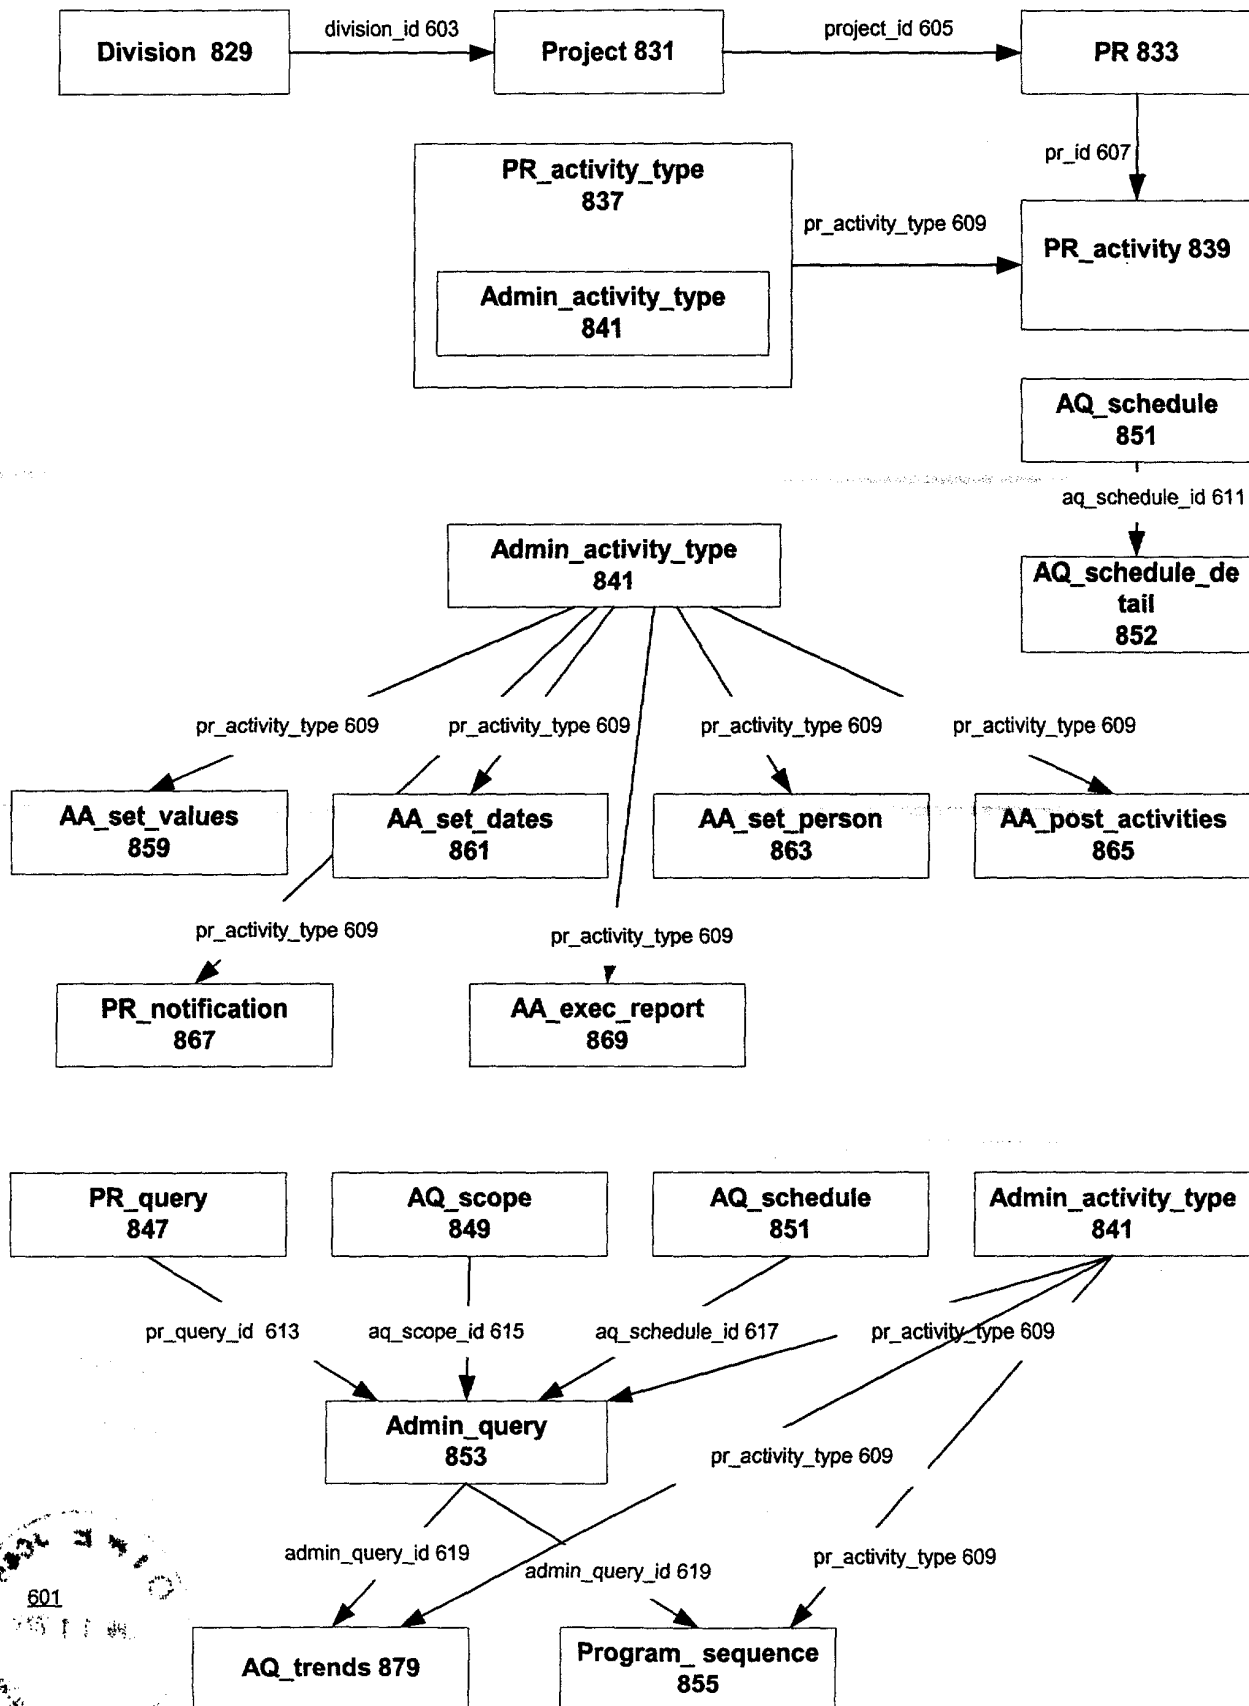 Division 829
division_id 603
Project 831
project_id 605
PR 833
pr_id 607
PR_activity_type
837
pr_activity_type 609
PR_activity 839
Admin_activity_type
841
AQ_schedule
851
aq_schedule_id 611
AQ_schedule_de
tail
852
Admin_activity_type
841
pr_activity_type 609
pr_activity_type 609
pr_activity_type 609
pr_activity_type 609
AA_set_values
859
AA_set_dates
861
AA_set_person
863
AA_post_activities
865
pr_activity_type 609
pr_activity_type 609
PR_notification
867
AA_exec_report
869
PR_query
847
AQ_scope
849
AQ_schedule
851
Admin_activity_type
841
pr_query_id 613
aq_scope_id 615
aq_schedule_id 617
pr_activity_type 609
Admin_query
853
pr_activity_type 609
admin_query_id 619
admin_query_id 619
pr_activity_type 609
601
AQ_trends 879
Program_ sequence
855